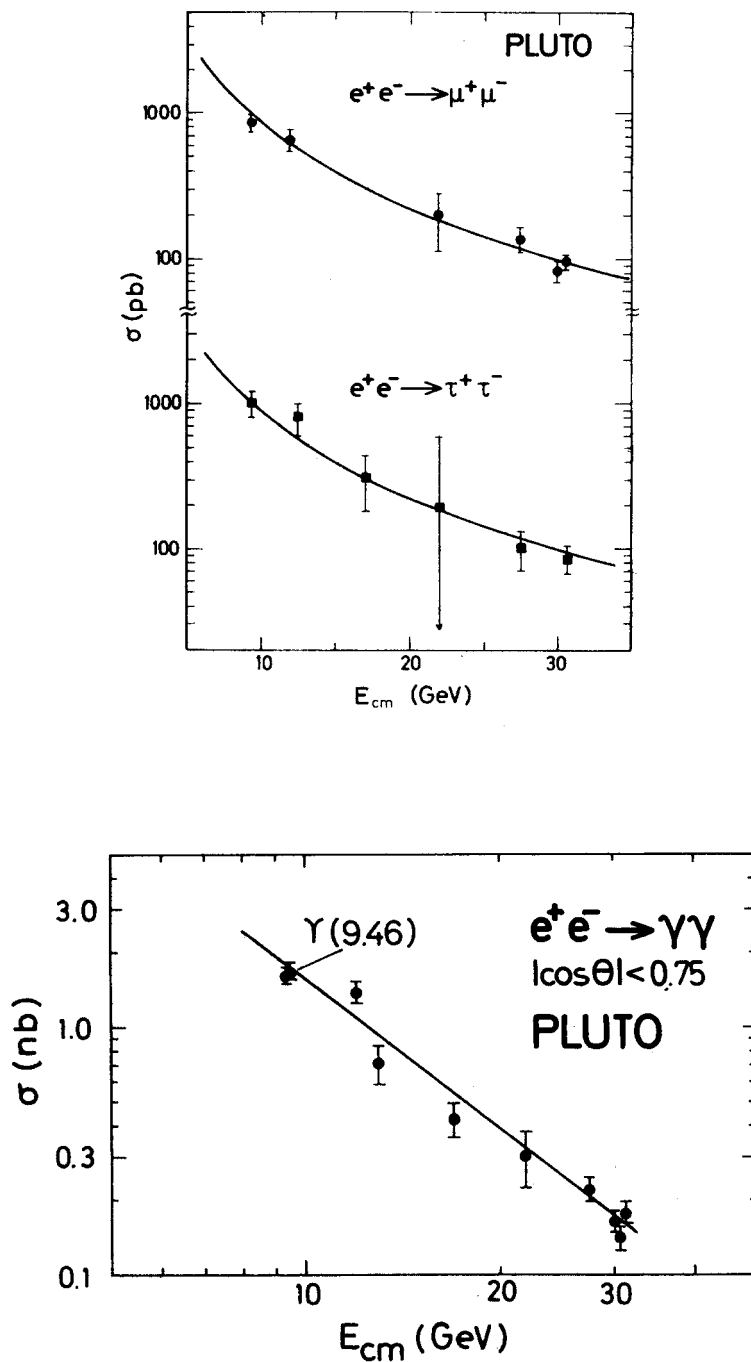 PLUTO
e⁺e⁻→μ⁺μ⁻
1000
100
σ (pb)
e⁺e⁻→τ⁺τ⁻
1000
100
10 20 30
E_cm (GeV)
3.0
ϒ(9.46)
e⁺e⁻→γγ
|cosθ|<0.75
PLUTO
1.0
σ (nb)
0.3
0.1
10 20 30
E_cm (GeV)